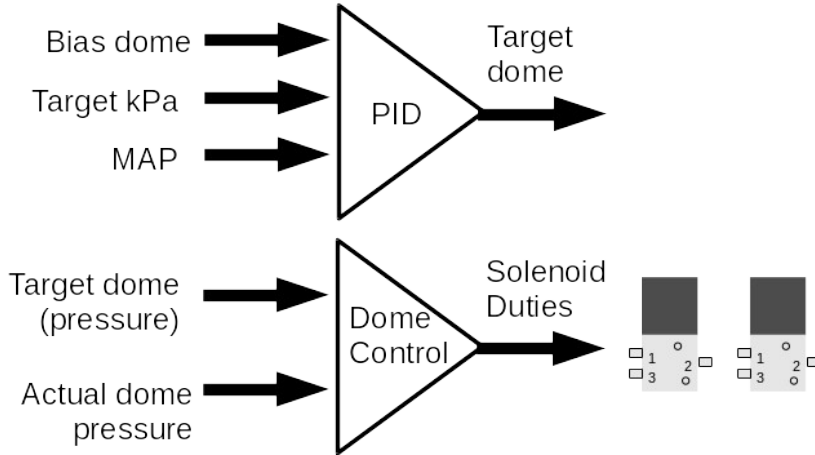 Bias dome
Target kPa
MAP
PID
Target
dome
Target dome
(pressure)
Actual dome
pressure
Dome
Control
Solenoid
Duties
1
2
3
1
2
3